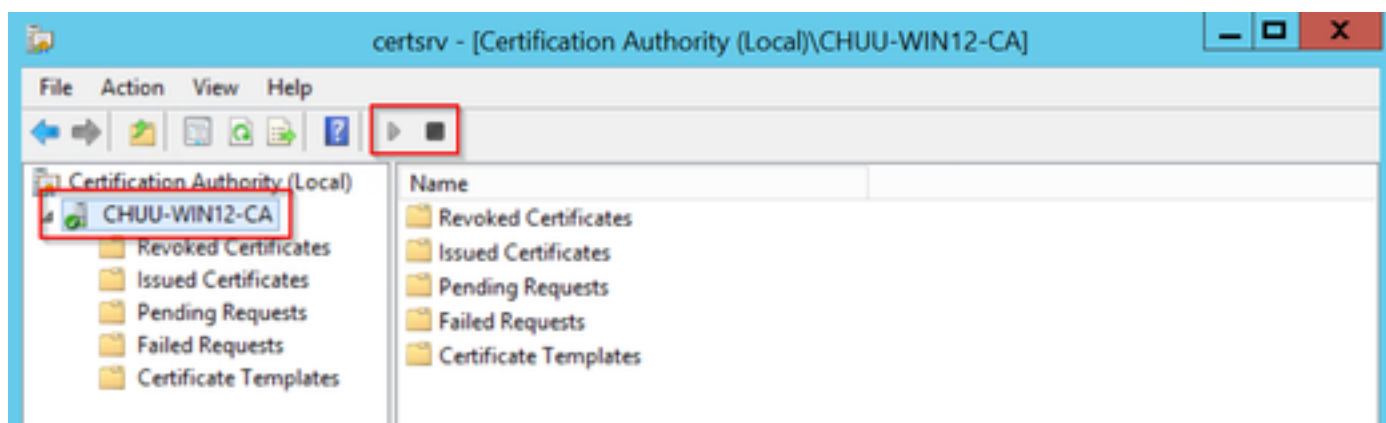 certsrv - [Certification Authority (Local)\CHUU-WIN12-CA]
File Action View Help
Certification Authority (Local)
CHUU-WIN12-CA
Revoked Certificates
Issued Certificates
Pending Requests
Failed Requests
Certificate Templates
Name
Revoked Certificates
Issued Certificates
Pending Requests
Failed Requests
Certificate Templates